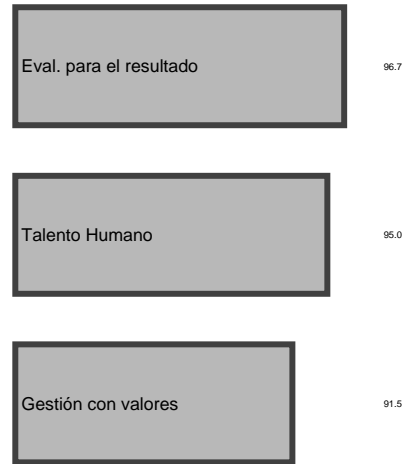 Eval. para el resultado 96.7
Talento Humano 95.0
Gestión con valores 91.5